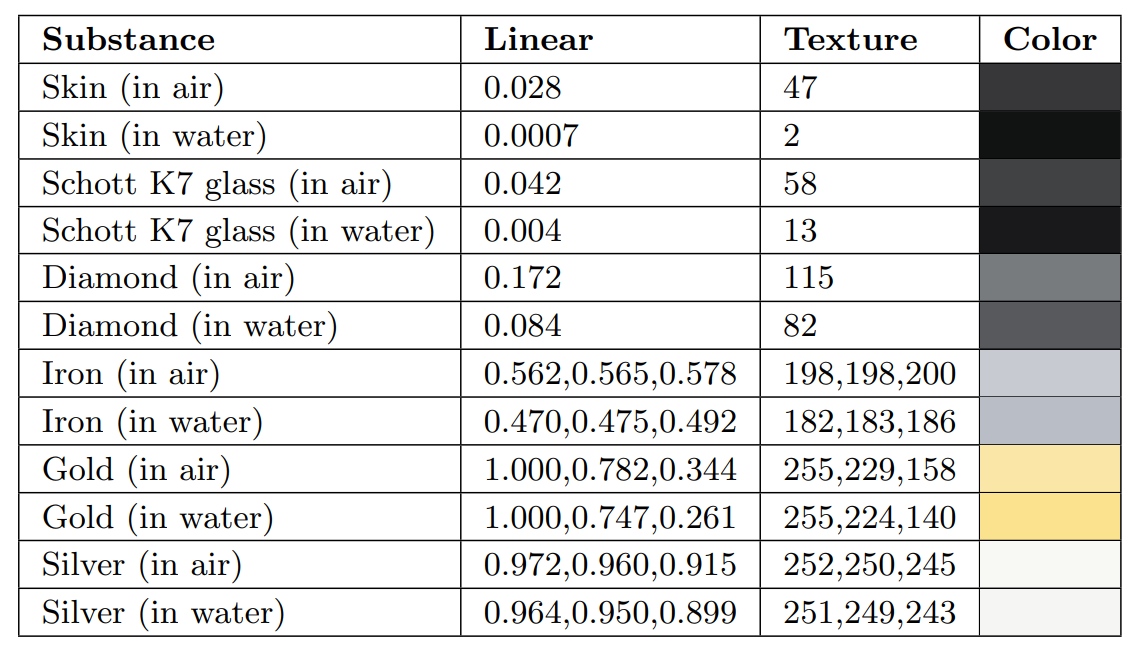 Substance Linear Texture Color
Skin (in air) 0.028 47
Skin (in water) 0.0007 2
Schott K7 glass (in air) 0.042 58
Schott K7 glass (in water) 0.004 13
Diamond (in air) 0.172 115
Diamond (in water) 0.084 82
Iron (in air) 0.562,0.565,0.578 198,198,200
Iron (in water) 0.470,0.475,0.492 182,183,186
Gold (in air) 1.000,0.782,0.344 255,229,158
Gold (in water) 1.000,0.747,0.261 255,224,140
Silver (in air) 0.972,0.960,0.915 252,250,245
Silver (in water) 0.964,0.950,0.899 251,249,243